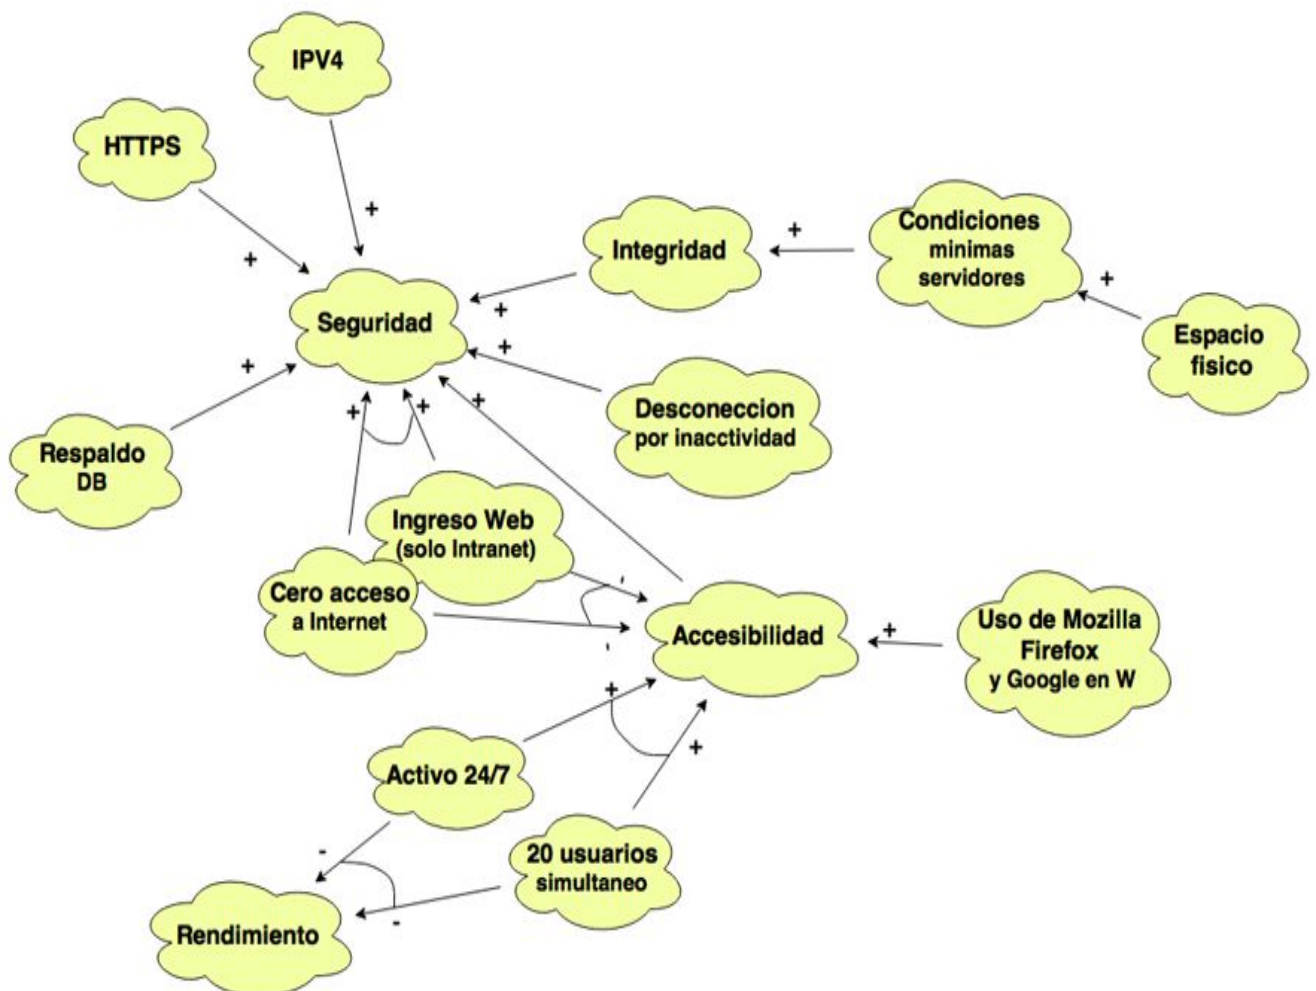 IPV4
HTTPS
+
+
Integridad
+
Condiciones
minimas
servidores
+
Espacio
fisico
Seguridad
+
+
+
Desconeccion
por inacctividad
+
+
+
Respaldo
DB
Ingreso Web
(solo Intranet)
Cero acceso
a Internet
'
'
Accesibilidad
+
Uso de Mozilla
Firefox
y Google en W
+
+
Activo 24/7
-
20 usuarios
simultaneo
-
Rendimiento